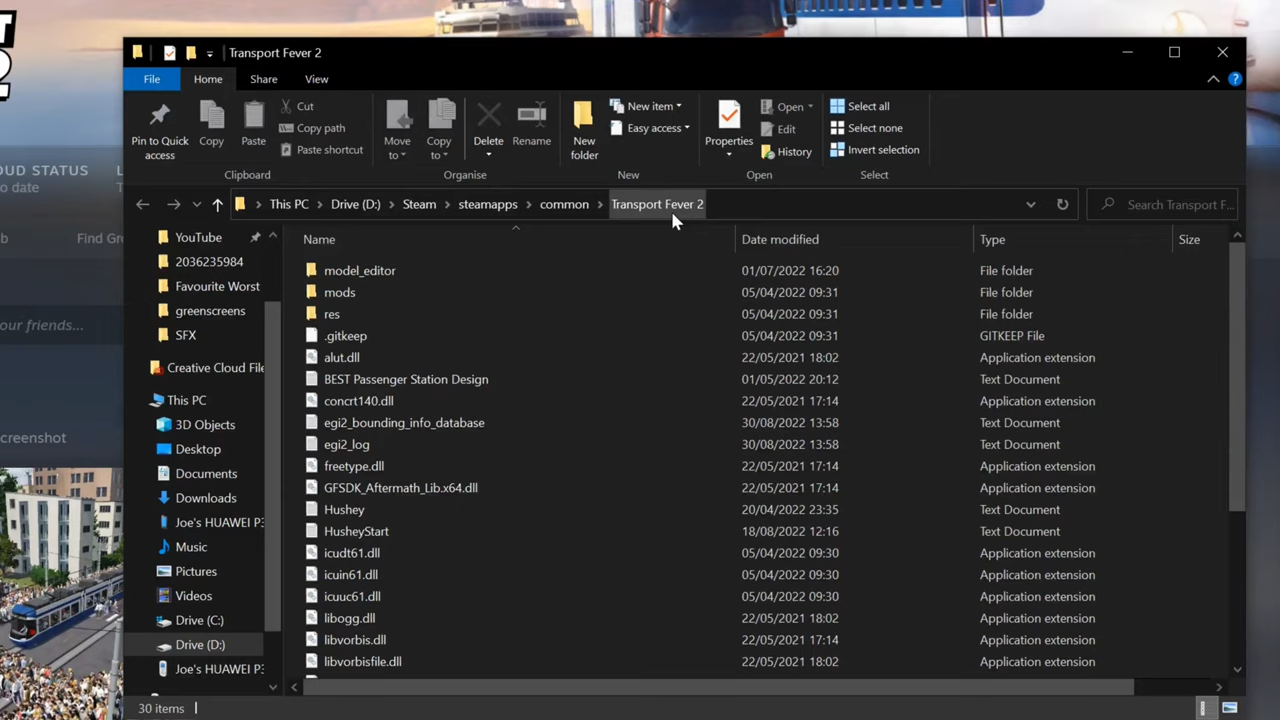 T
2
Transport Fever 2
File Home Share View
Pin to Quick access
Copy
Paste
Cut
Copy path
Paste shortcut
Clipboard
Move to
Copy to
Delete
Rename
Organise
New folder
New item
Easy access
New
Properties
Open
Edit
History
Open
Select all
Select none
Invert selection
Select
OUD STATUS
o date
L
T
This PC > Drive (D:) > Steam > steamapps > common > Transport Fever 2
Search Transport F...
b Find Gr
our friends...
creenshot
YouTube
2036235984
Favourite Worst
greenscreens
SFX
Creative Cloud File
This PC
3D Objects
Desktop
Documents
Downloads
Joe's HUAWEI P3
Music
Pictures
Videos
Drive (C:)
Drive (D:)
Joe's HUAWEI P3
Name Date modified Type Size
model_editor 01/07/2022 16:20 File folder
mods 05/04/2022 09:31 File folder
res 05/04/2022 09:31 File folder
.gitkeep 05/04/2022 09:31 GITKEEP File
alut.dll 22/05/2021 18:02 Application extension
BEST Passenger Station Design 01/05/2022 20:12 Text Document
concrt140.dll 22/05/2021 17:14 Application extension
egi2_bounding_info_database 30/08/2022 13:58 Text Document
egi2_log 30/08/2022 13:58 Text Document
freetype.dll 22/05/2021 17:14 Application extension
GFSDK_Aftermath_Lib.x64.dll 22/05/2021 17:14 Application extension
Hushey 20/04/2022 23:35 Text Document
HusheyStart 18/08/2022 12:16 Text Document
icudt61.dll 05/04/2022 09:30 Application extension
icuin61.dll 05/04/2022 09:30 Application extension
icuuc61.dll 05/04/2022 09:30 Application extension
libogg.dll 22/05/2021 18:02 Application extension
libvorbis.dll 22/05/2021 17:14 Application extension
libvorbisfile.dll 22/05/2021 18:02 Application extension
30 items